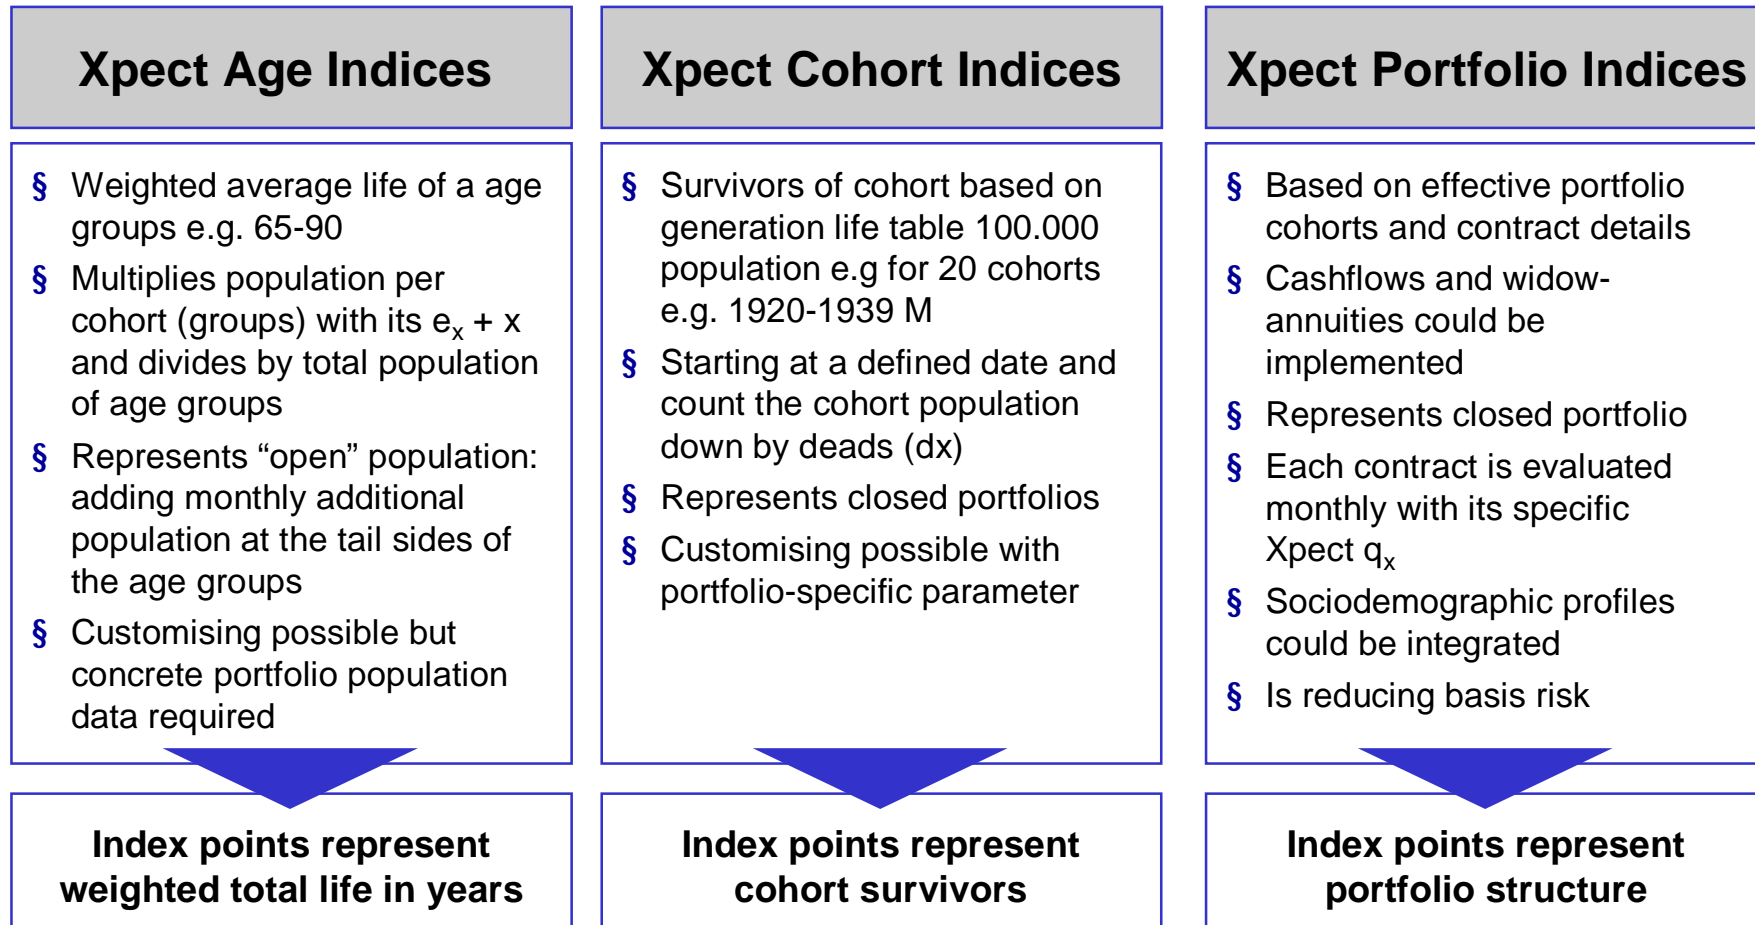 Xpect Age Indices
§ Weighted average life of a age
groups e.g. 65-90
§ Multiplies population per
cohort (groups) with its eₓ + x
and divides by total population
of age groups
§ Represents “open” population:
adding monthly additional
population at the tail sides of
the age groups
§ Customising possible but
concrete portfolio population
data required
Index points represent
weighted total life in years
Xpect Cohort Indices
§ Survivors of cohort based on
generation life table 100.000
population e.g for 20 cohorts
e.g. 1920-1939 M
§ Starting at a defined date and
count the cohort population
down by deads (dx)
§ Represents closed portfolios
§ Customising possible with
portfolio-specific parameter
Index points represent
cohort survivors
Xpect Portfolio Indices
§ Based on effective portfolio
cohorts and contract details
§ Cashflows and widow-
annuities could be
implemented
§ Represents closed portfolio
§ Each contract is evaluated
monthly with its specific
Xpect qₓ
§ Sociodemographic profiles
could be integrated
§ Is reducing basis risk
Index points represent
portfolio structure